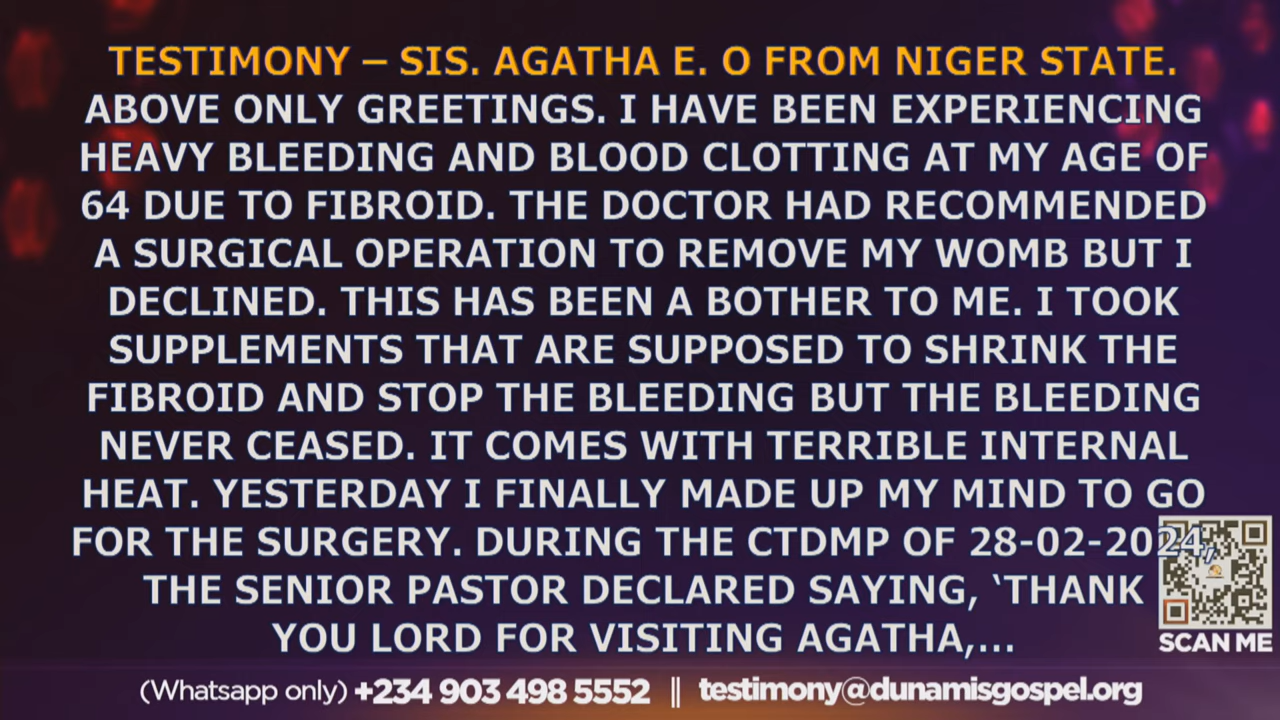 TESTIMONY – SIS. AGATHA E. O FROM NIGER STATE.
ABOVE ONLY GREETINGS. I HAVE BEEN EXPERIENCING
HEAVY BLEEDING AND BLOOD CLOTTING AT MY AGE OF
64 DUE TO FIBROID. THE DOCTOR HAD RECOMMENDED
A SURGICAL OPERATION TO REMOVE MY WOMB BUT I
DECLINED. THIS HAS BEEN A BOTHER TO ME. I TOOK
SUPPLEMENTS THAT ARE SUPPOSED TO SHRINK THE
FIBROID AND STOP THE BLEEDING BUT THE BLEEDING
NEVER CEASED. IT COMES WITH TERRIBLE INTERNAL
HEAT. YESTERDAY I FINALLY MADE UP MY MIND TO GO
FOR THE SURGERY. DURING THE CTDMP OF 28-02-2024,
THE SENIOR PASTOR DECLARED SAYING, ‘THANK
YOU LORD FOR VISITING AGATHA,...
SCAN ME
(Whatsapp only) +234 903 498 5552 || testimony@dunamisgospel.org